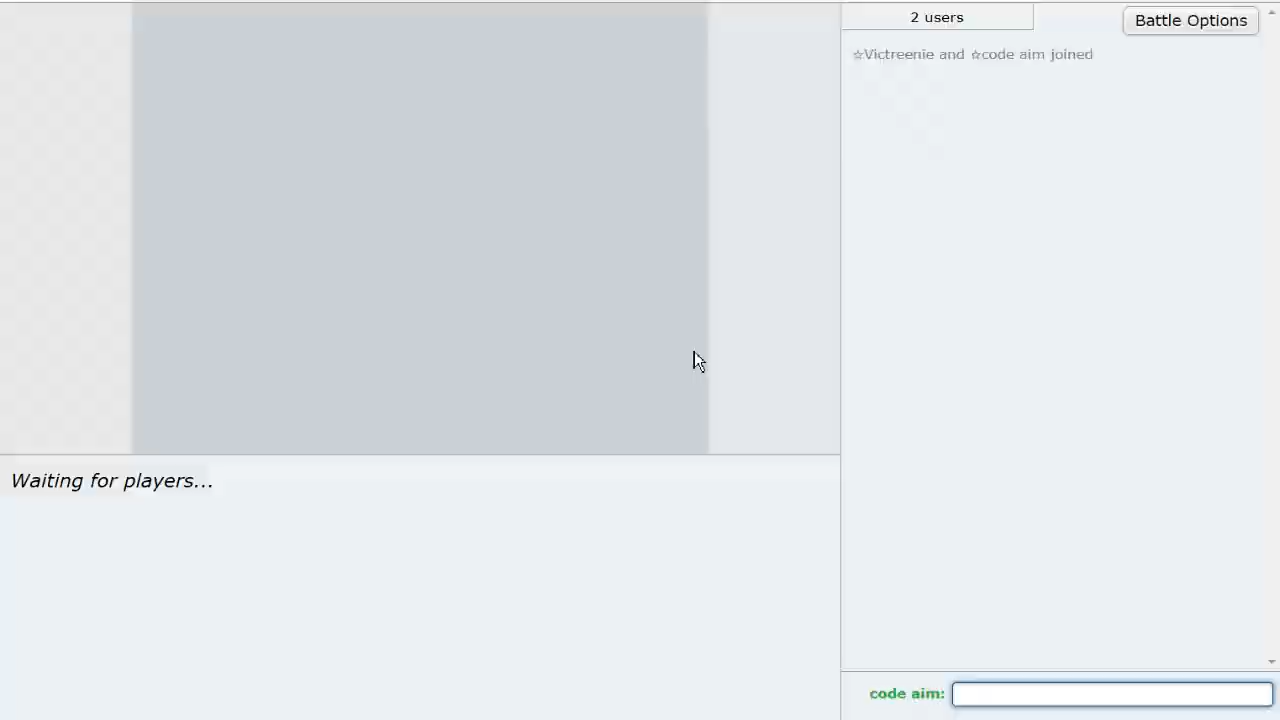 2 users
Battle Options
☆Victreenie and ☆code aim joined
Waiting for players...
code aim: